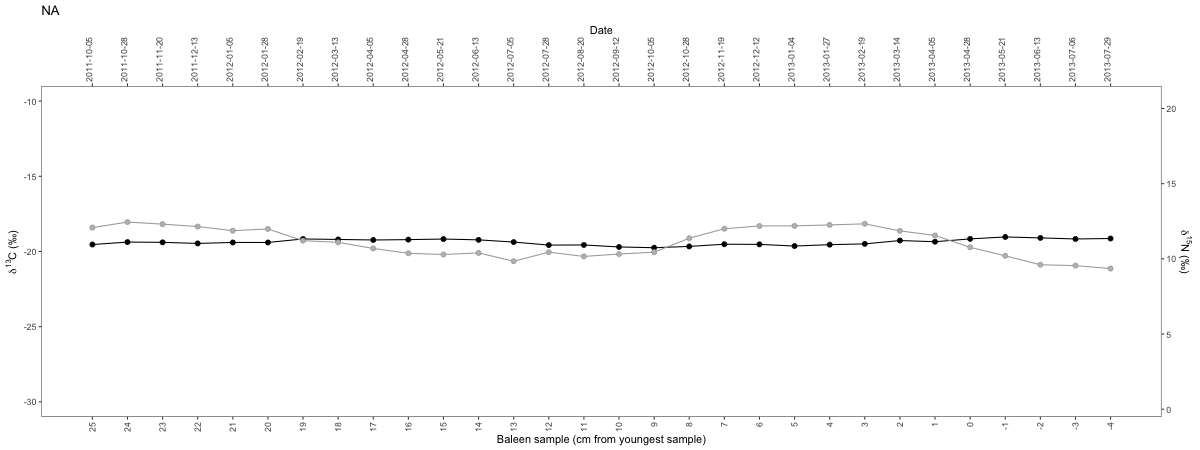 NA
Date
2011-10-05 2011-10-28 2011-11-20 2011-12-13 2012-01-05 2012-01-28 2012-02-19 2012-03-13 2012-04-05 2012-04-28 2012-05-21 2012-06-13 2012-07-05 2012-07-28 2012-08-20 2012-09-12 2012-10-05 2012-10-28 2012-11-19 2012-12-12 2013-01-04 2013-01-27 2013-02-19 2013-03-14 2013-04-05 2013-04-28 2013-05-21 2013-06-13 2013-07-06 2013-07-29
-10
-15
-20
-25
-30
δ13C (‰)
20
15
10
5
0
δ15N (‰)
25 24 23 22 21 20 19 18 17 16 15 14 13 12 11 10 9 8 7 6 5 4 3 2 1 0 -1 -2 -3 -4
Baleen sample (cm from youngest sample)